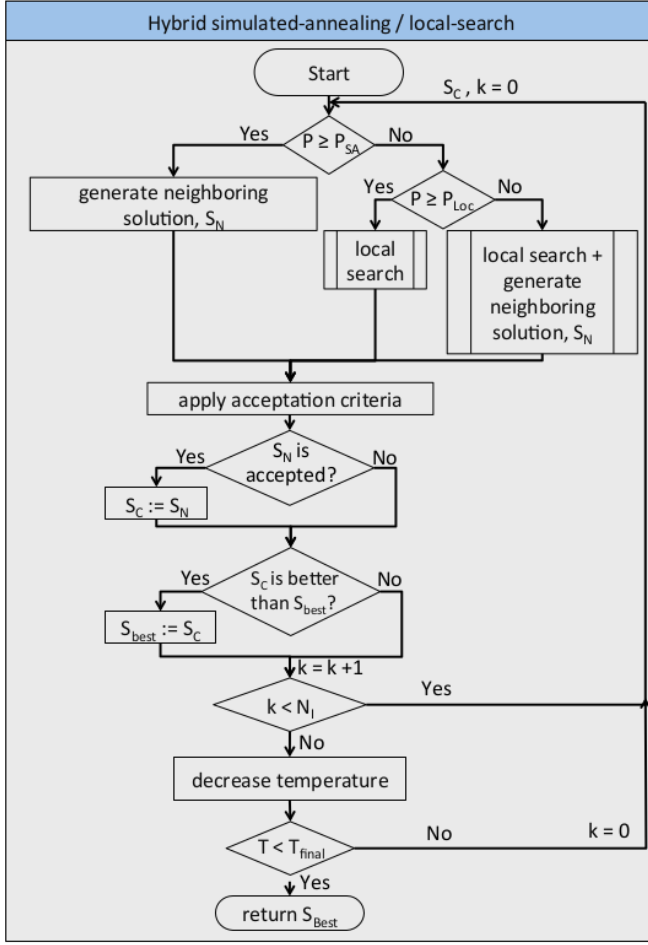 Hybrid simulated-annealing / local-search
Start
S_C , k = 0
Yes
P ≥ P_SA
No
generate neighboring
solution, S_N
Yes
P ≥ P_Loc
No
local
search
local search +
generate
neighboring
solution, S_N
apply acceptation criteria
Yes
S_N is
accepted?
No
S_C := S_N
Yes
S_C is better
than S_best?
No
S_best := S_C
k = k +1
k < N_I
Yes
No
decrease temperature
T < T_final
No
k = 0
Yes
return S_Best